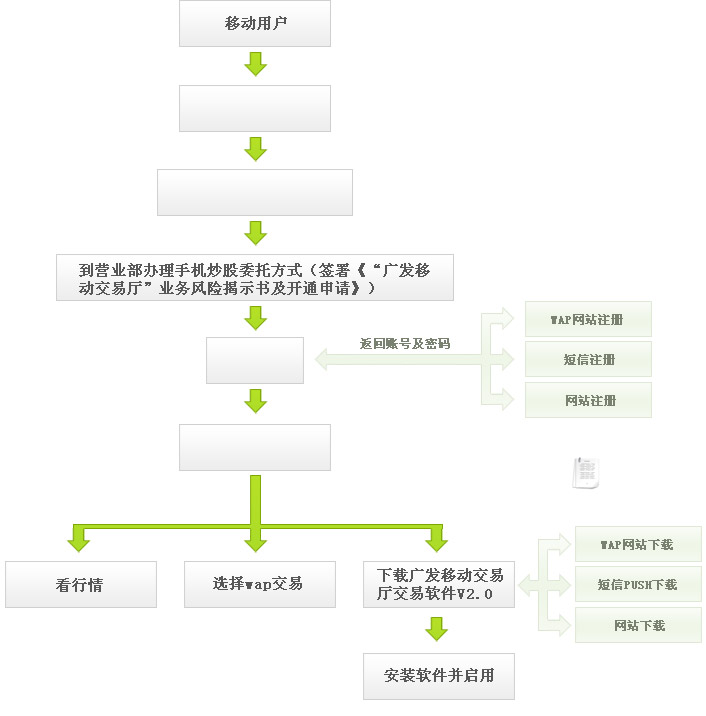 移动用户
到营业部办理手机炒股委托方式（签署《“广发移
动交易厅”业务风险揭示书及开通申请》）
返回账号及密码
WAP网站注册
短信注册
网站注册
看行情
选择wap交易
下载广发移动交易
厅交易软件V2.0
WAP网站下载
短信PUSH下载
网站下载
安装软件并启用